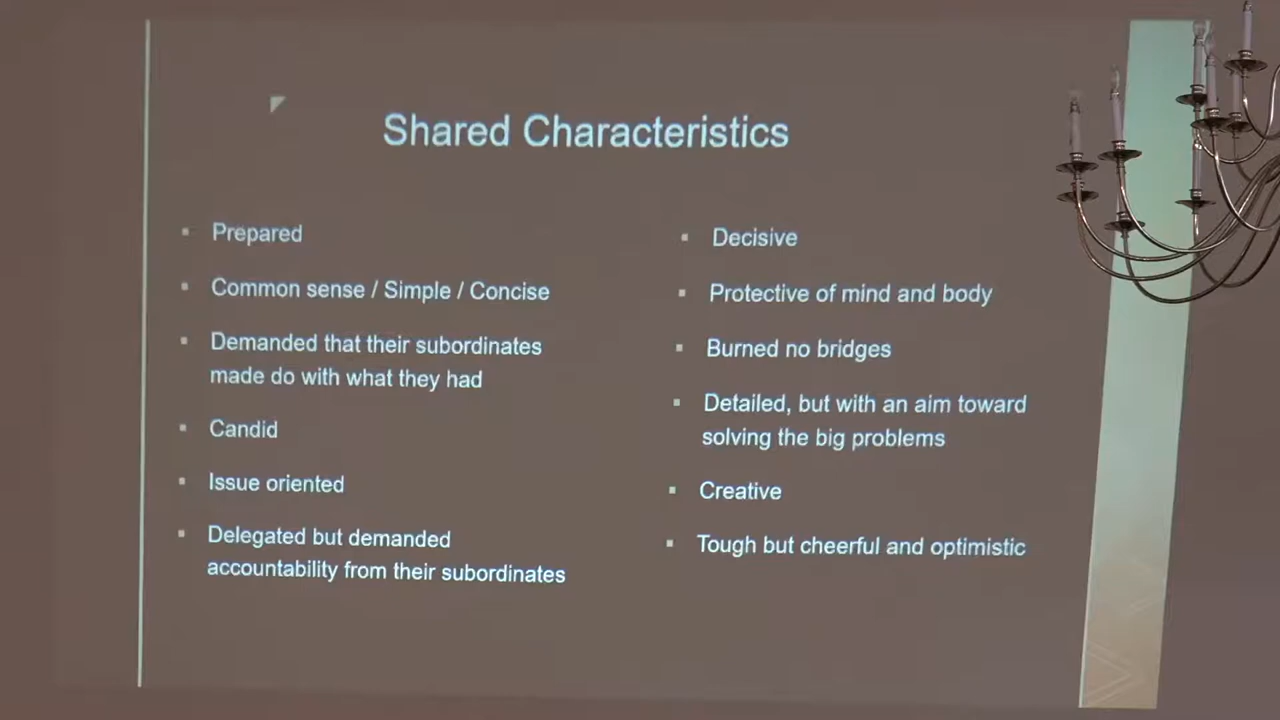 Shared Characteristics
Prepared
Common sense / Simple / Concise
Demanded that their subordinates
made do with what they had
Candid
Issue oriented
Delegated but demanded
accountability from their subordinates
Decisive
Protective of mind and body
Burned no bridges
Detailed, but with an aim toward
solving the big problems
Creative
Tough but cheerful and optimistic